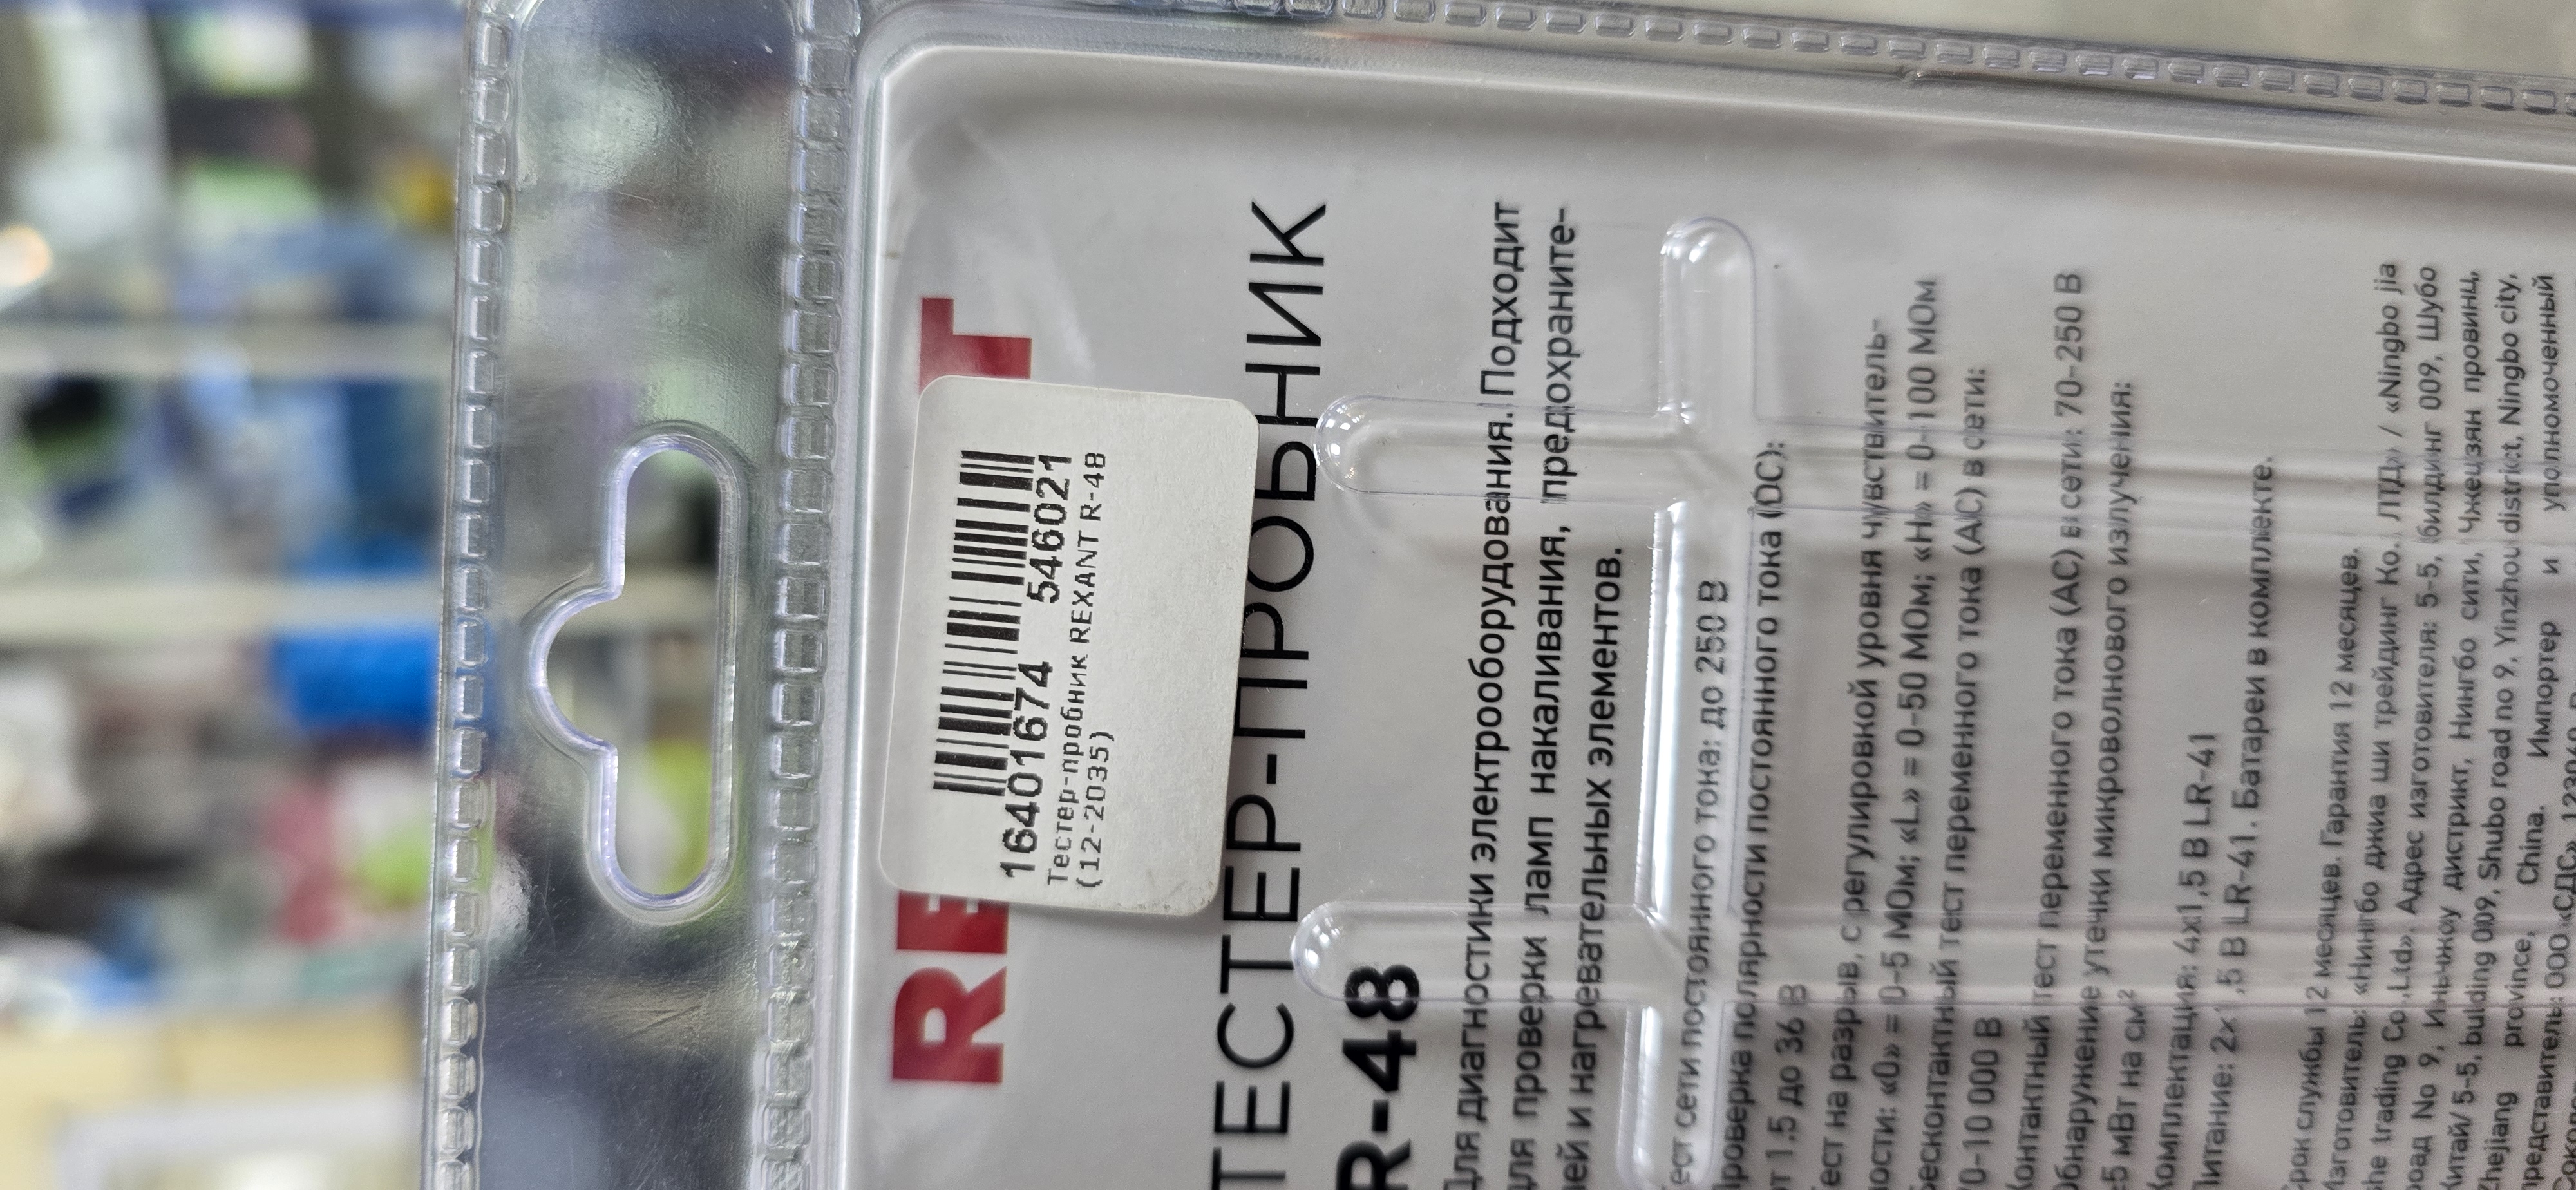 RE T
16401674 546021
Тестер-пробник REXANT R-48
(12-2035)
ТЕСТЕР-ПРОБНИК
R-48
Для диагностики электрооборудования. Подходит
для проверки ламп накаливания, предохраните-
лей и нагревательных элементов.
Тест сети постоянного тока: до 250 В
Проверка полярности постоянного тока (DC):
от 1.5 до 36 В
Тест на разрыв, с регулировкой уровня чувствитель-
ности: «0» = 0-5 МОм; «L» = 0-50 МОм; «H» = 0-100 МОм
Бесконтактный тест переменного тока (AC) в сети:
70-10 000 В
Контактный тест переменного тока (AC) в сети: 70-250 В
Обнаружение утечки микроволнового излучения:
≥5 мВт на см²
Комплектация: 4x1,5 В LR-41
Питание: 2x1,5 В LR-41. Батареи в комплекте.
Срок службы 12 месяцев. Гарантия 12 месяцев.
Изготовитель: «Нингбо джиа ши трейдинг Ко., ЛТД» / «Ningbo jia
she trading Co.,Ltd». Адрес изготовителя: 5-5, билдинг 009, Шубо
роад No 9, Иньчжоу дистрикт, Нингбо сити, Чжецзян провинц,
Китай/ 5-5, building 009, Shubo road no 9, Yinzhou district, Ningbo city,
Zhejiang province, China. Импортер и уполномоченный
представитель: ООО «СДС»